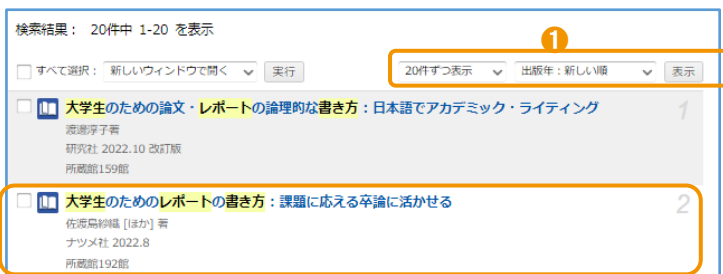 検索結果： 20件中 1-20 を表示
❶
すべて選択： 新しいウィンドウで開く 実行 20件ずつ表示 出版年：新しい順 表示
大学生のための論文・レポートの論理的な書き方：日本語でアカデミック・ライティング 1
渡邊淳子著
研究社 2022.10 改訂版
所蔵館159館
大学生のためのレポートの書き方：課題に応える卒論に活かせる 2
佐渡島紗織 [ほか] 著
ナツメ社 2022.8
所蔵館192館